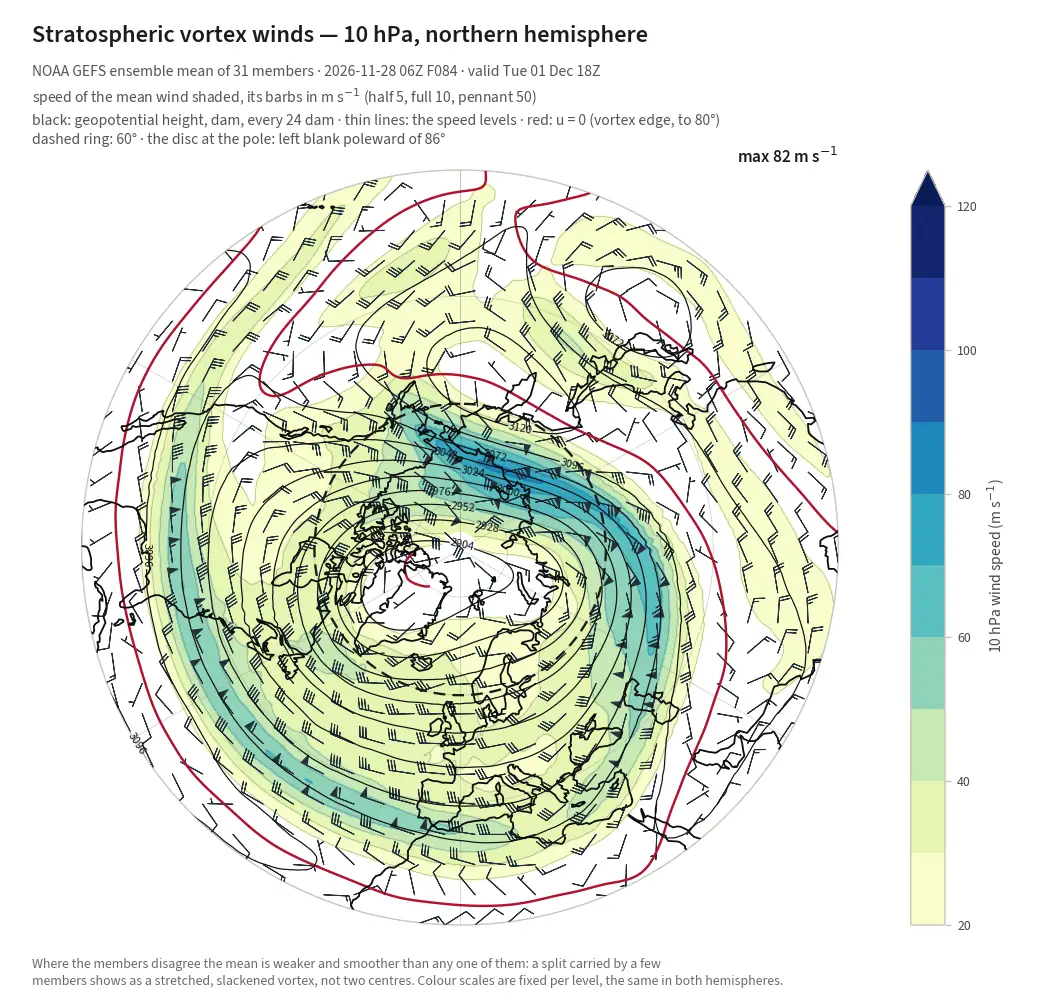 Stratospheric vortex winds — 10 hPa, northern hemisphere
NOAA GEFS ensemble mean of 31 members · 2026-11-28 06Z F084 · valid Tue 01 Dec 18Z
speed of the mean wind shaded, its barbs in m s⁻¹ (half 5, full 10, pennant 50)
black: geopotential height, dam, every 24 dam · thin lines: the speed levels · red: u = 0 (vortex edge, to 80°)
dashed ring: 60° · the disc at the pole: left blank poleward of 86°
max 82 m s⁻¹
120
100
80
60
40
20
10 hPa wind speed (m s⁻¹)
3072
3120
3096
3072
3024
2976
2952
2928
2904
3096
Where the members disagree the mean is weaker and smoother than any one of them: a split carried by a few
members shows as a stretched, slackened vortex, not two centres. Colour scales are fixed per level, the same in both hemispheres.